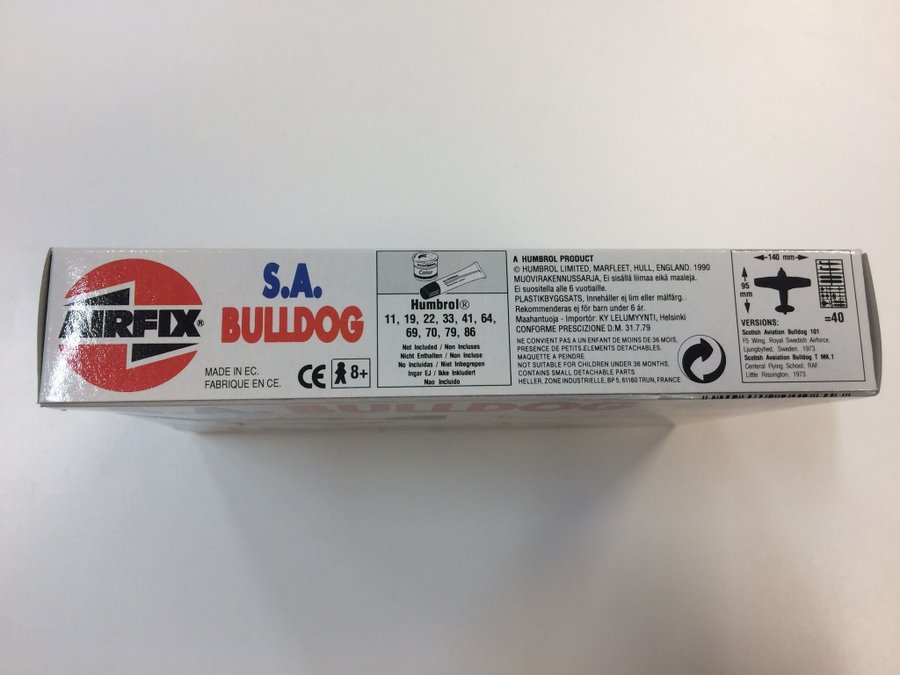 AIRFIX®
S.A.
BULLDOG
MADE IN EC.
FABRIQUE EN CE.
CE
8+
Color
Humbrol®
11, 19, 22, 33, 41, 64,
69, 70, 79, 86
Not Included / Non Incluses
Nicht Enthalten / Non Incluse
No Incluidas / Niet Inbegrepen
Ingar EJ / Ikke Inkludert
Nao Incluido
A HUMBROL PRODUCT
© HUMBROL LIMITED, MARFLEET, HULL, ENGLAND. 1990
MUOVIRAKENNUSSARJA, Ei sisällä liimaa eikä maaleja.
Ei suositella alle 6 vuotiaille.
PLASTIKBYGGSATS, Innehåller ej lim eller målfärg.
Rekommenderas ej för barn under 6 år.
Maahantuoja - Importör: KY LELUMYYNTI, Helsinki
CONFORME PRESCIZIONE D.M. 31.7.79
NE CONVIENT PAS A UN ENFANT DE MOINS DE 36 MOIS,
PRESENCE DE PETITS ELEMENTS DETACHABLES.
MAQUETTE A PEINDRE.
NOT SUITABLE FOR CHILDREN UNDER 36 MONTHS,
CONTAINS SMALL DETACHABLE PARTS.
HELLER, ZONE INDUSTRIELLE, BP 5, 61160 TRUN, FRANCE
140 mm
95
mm
=40
VERSIONS:
Scottish Aviation Bulldog 101
F5 Wing, Royal Swedish Airforce,
Ljungbyhed, Sweden. 1973.
Scottish Aviation Bulldog T MK.1
Centeral Flying School, RAF,
Little Rissington, 1973.
BULLDOG